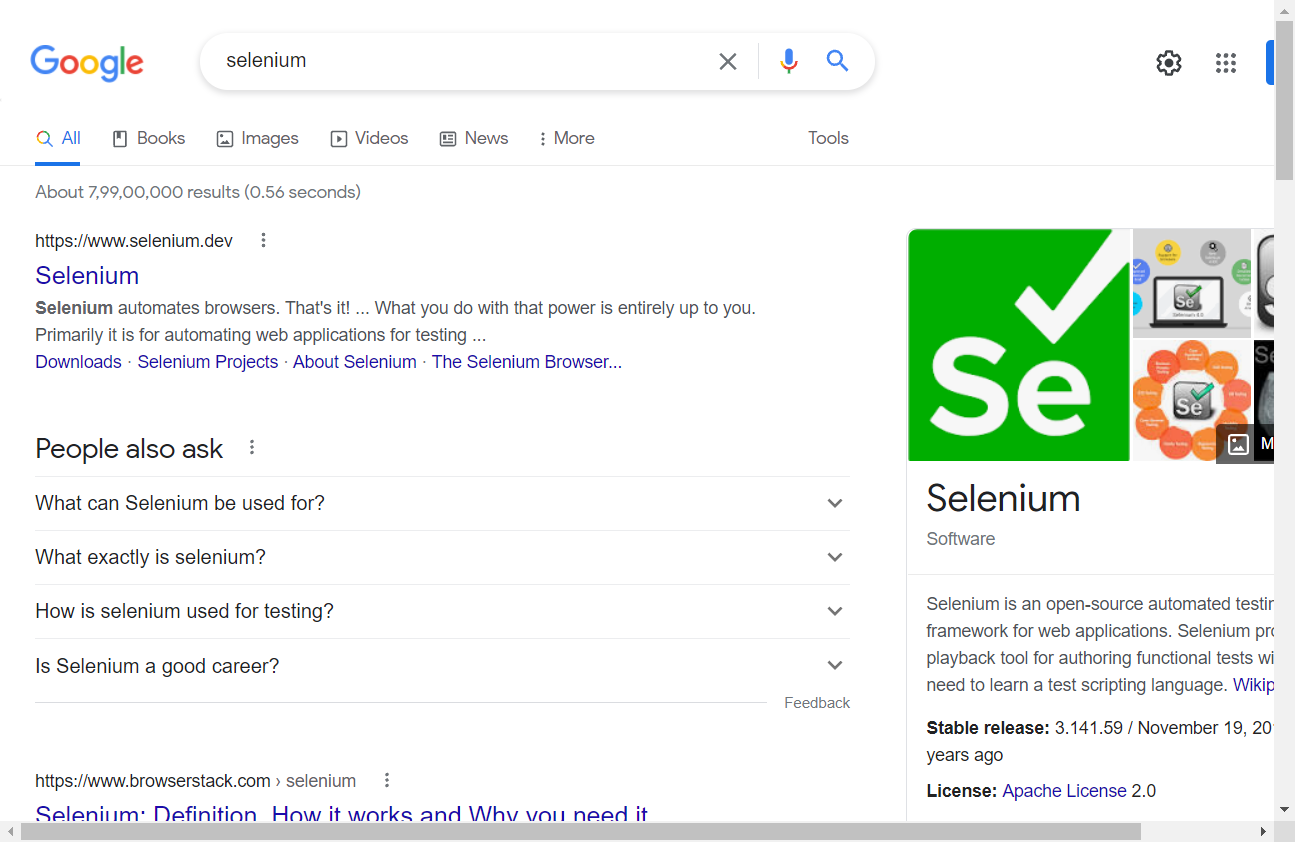 Google
selenium
All
Books
Images
Videos
News
More
Tools
About 7,99,00,000 results (0.56 seconds)
https://www.selenium.dev
Selenium
Selenium automates browsers. That's it! ... What you do with that power is entirely up to you.
Primarily it is for automating web applications for testing ...
Downloads · Selenium Projects · About Selenium · The Selenium Browser...
People also ask
What can Selenium be used for?
What exactly is selenium?
How is selenium used for testing?
Is Selenium a good career?
Feedback
https://www.browserstack.com › selenium
Selenium: Definition, How it works and Why you need it
Se
Se
Se
M
Selenium
Software
Selenium is an open-source automated testin
framework for web applications. Selenium pro
playback tool for authoring functional tests wi
need to learn a test scripting language. Wikip
Stable release: 3.141.59 / November 19, 20
years ago
License: Apache License 2.0